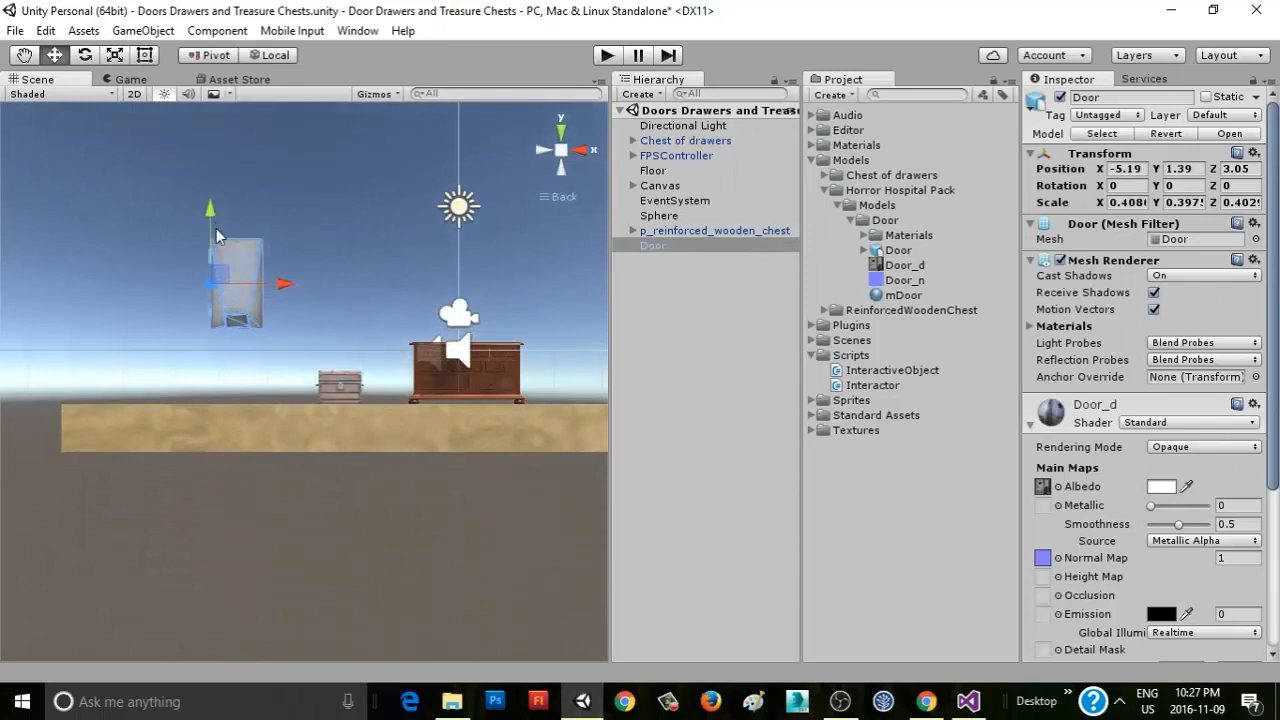 Unity Personal (64bit) - Doors Drawers and Treasure Chests.unity - Door Drawers and Treasure Chests - PC, Mac & Linux Standalone* <DX11>
File Edit Assets GameObject Component Mobile Input Window Help
Pivot Local Account Layers Layout
Scene Game Asset Store
Shaded 2D Gizmos All
y
x
Back
Hierarchy
Create All
Doors Drawers and Treasu
Directional Light
Chest of drawers
FPSController
Floor
Canvas
EventSystem
Sphere
p_reinforced_wooden_chest
Door
Project
Create
Audio
Editor
Materials
Models
Chest of drawers
Horror Hospital Pack
Models
Door
Materials
Door
Door_d
Door_n
mDoor
ReinforcedWoodenChest
Plugins
Scenes
Scripts
InteractiveObject
Interactor
Sprites
Standard Assets
Textures
Inspector Services
Door Static
Tag Untagged Layer Default
Model Select Revert Open
Transform
Position X -5.19 Y 1.39 Z 3.05
Rotation X 0 Y 0 Z 0
Scale X 0.408 Y 0.397 Z 0.402
Door (Mesh Filter)
Mesh Door
Mesh Renderer
Cast Shadows On
Receive Shadows
Motion Vectors
Materials
Light Probes Blend Probes
Reflection Probes Blend Probes
Anchor Override None (Transform)
Door_d
Shader Standard
Rendering Mode Opaque
Main Maps
Albedo
Metallic 0
Smoothness 0.5
Source Metallic Alpha
Normal Map 1
Height Map
Occlusion
Emission 0
Global Illumi Realtime
Detail Mask
Ask me anything
Desktop
ENG
US
10:27 PM
2016-11-09